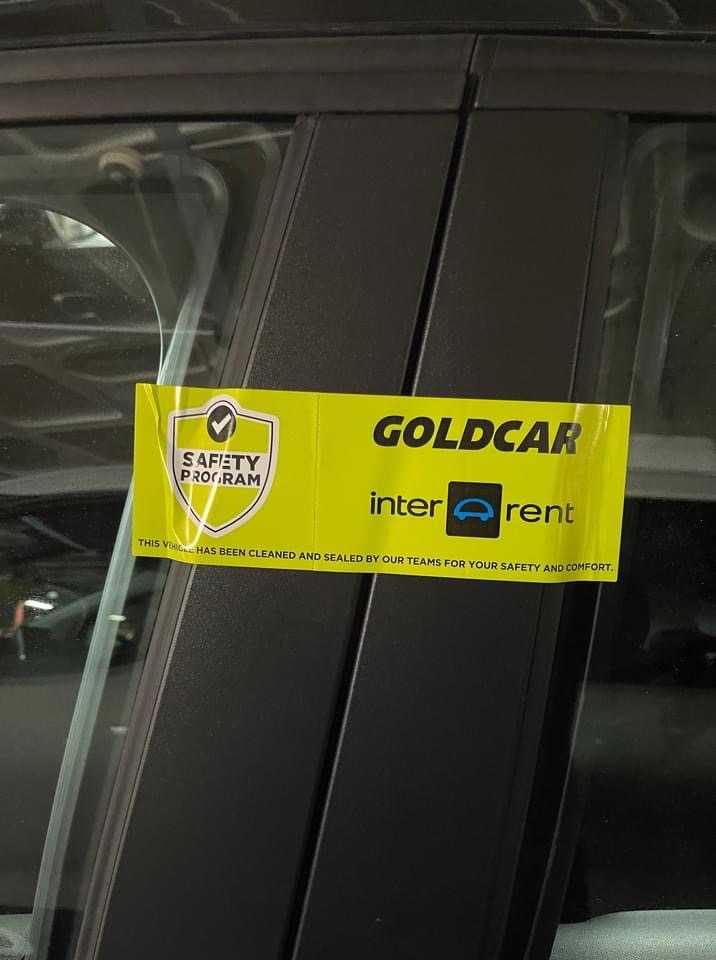 SAFETY
PROGRAM
GOLDCAR
inter rent
THIS VEHICLE HAS BEEN CLEANED AND SEALED BY OUR TEAMS FOR YOUR SAFETY AND COMFORT.